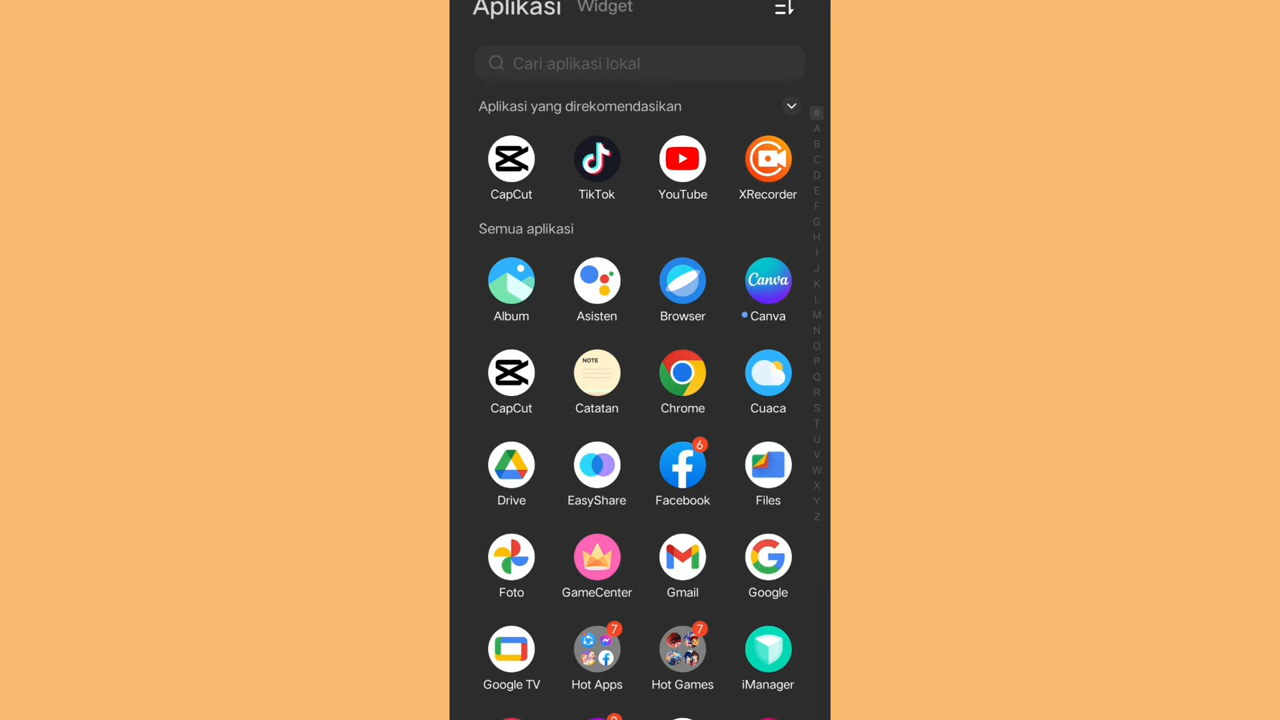 Aplikasi Widget
Cari aplikasi lokal
Aplikasi yang direkomendasikan
CapCut TikTok YouTube XRecorder
Semua aplikasi
Canva
Album Asisten Browser Canva
NOTE
CapCut Catatan Chrome Cuaca
6
Drive EasyShare Facebook Files
Foto GameCenter Gmail Google
7 7
Google TV Hot Apps Hot Games iManager
#
A
B
C
D
E
F
G
H
I
J
K
L
M
N
O
P
Q
R
S
T
U
V
W
X
Y
Z